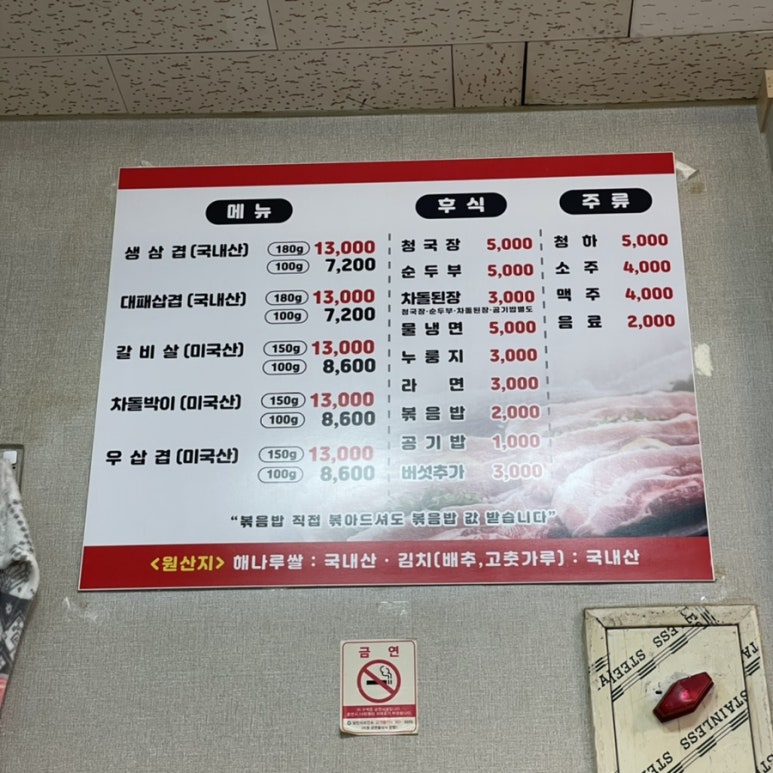 메뉴
생삼겹(국내산) 180g 13,000
100g 7,200
대패삼겹(국내산) 180g 13,000
100g 7,200
갈비살(미국산) 150g 13,000
100g 8,600
차돌박이(미국산) 150g 13,000
100g 8,600
우삼겹(미국산) 150g 13,000
100g 8,600
후식
청국장 5,000
순두부 5,000
차돌된장 3,000
청국장·순두부·차돌된장·공기밥별도
물냉면 5,000
누룽지 3,000
라면 3,000
볶음밥 2,000
공기밥 1,000
버섯추가 3,000
주류
청하 5,000
소주 4,000
맥주 4,000
음료 2,000
“볶음밥 직접 볶아드셔도 볶음밥 값 받습니다”
<원산지> 해나루쌀 : 국내산 · 김치(배추,고춧가루) : 국내산
금연
STAINLESS STEEL
STAINLESS